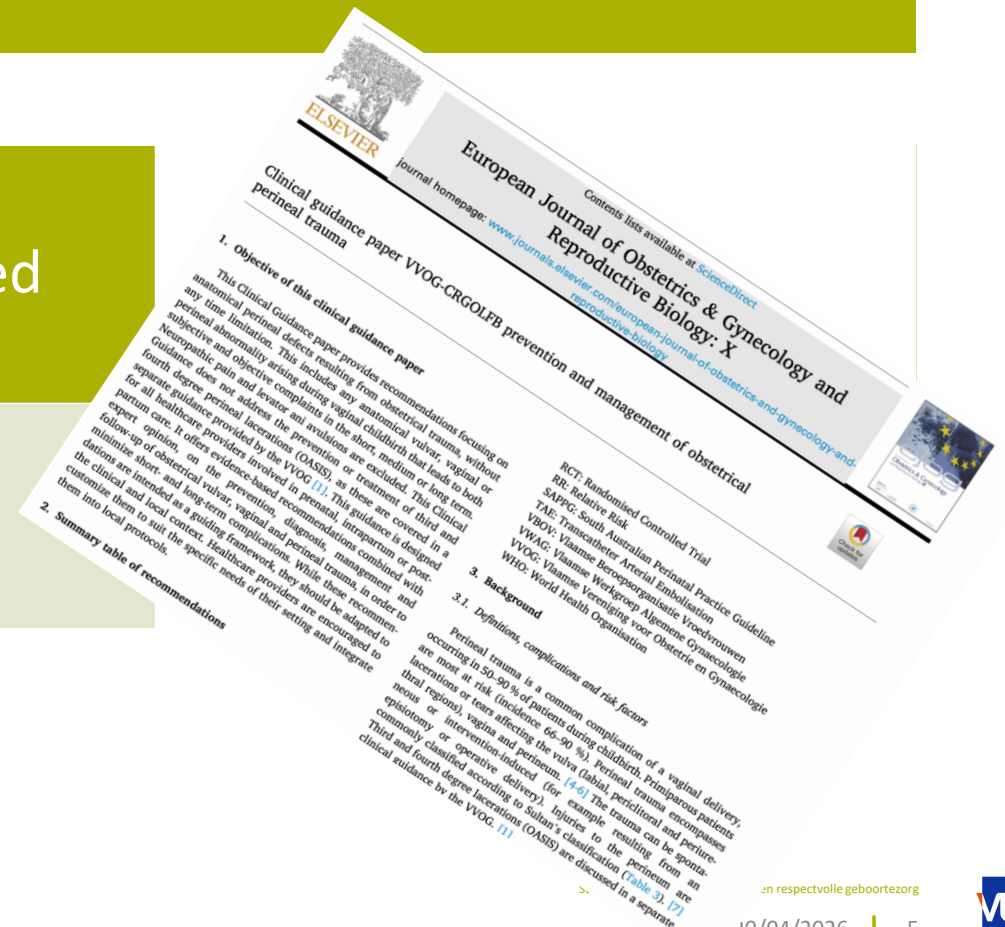 ed
ELSEVIER
Contents lists available at ScienceDirect
European Journal of Obstetrics & Gynecology and
Reproductive Biology: X
journal homepage: www.journals.elsevier.com/european-journal-of-obstetrics-and-gynecology-and-
reproductive-biology
Obstetrics & Gynecology
Check for
updates
Clinical guidance paper VVOG-CRGOLFB prevention and management of obstetrical
perineal trauma
1. Objective of this clinical guidance paper
This Clinical Guidance paper provides recommendations focusing on
anatomical perineal defects resulting from obstetrical trauma, without
any time limitation. This includes any anatomical vulvar, vaginal or
perineal abnormality arising during vaginal childbirth that leads to both
subjective and objective complaints in the short, medium or long term.
Neuropathic pain and levator ani avulsions are excluded. This Clinical
Guidance does not address the prevention or treatment of third and
fourth degree perineal lacerations (OASIS) as these are covered in a
separate guidance provided by the VVOG [1]. This guidance is designed
for all healthcare providers involved in prenatal, intrapartum or post-
partum care. It offers evidence-based recommendations combined with
expert opinion, on the prevention, diagnosis, management and
follow-up of obstetrical vulvar, vaginal and perineal trauma, in order to
minimize short- and long-term complications. While these recommen-
dations are intended as a guiding framework, they should be adapted to
the clinical and local context. Healthcare providers are encouraged to
customize them to suit the specific needs of their setting and integrate
them into local protocols.
2. Summary table of recommendations
RCT: Randomised Controlled Trial
RR: Relative Risk
SAPPG: South Australian Perinatal Practice Guideline
TAE: Transcatheter Arterial Embolisation
VBOV: Vlaamse Beroepsorganisatie Vroedvrouwen
VWAG: Vlaamse Werkgroep Algemene Gynaecologie
VVOG: Vlaamse Vereniging voor Obstetrie en Gynaecologie
WHO: World Health Organisation
3. Background
3.1. Definitions, complications and risk factors
Perineal trauma is a common complication of a vaginal delivery,
occurring in 50–90 % of patients during childbirth. Primiparous patients
are most at risk (incidence 66–90 %). Perineal trauma encompasses
lacerations or tears affecting the vulva (labial, periclitoral and periure-
thral regions), vagina and perineum. [4-6] The trauma can be sponta-
neous or intervention-induced (for example resulting from an
episiotomy or operative delivery). Injuries to the perineum are
commonly classified according to Sultan's classification (Table 3). [7]
Third and fourth degree lacerations (OASIS) are discussed in a separate
clinical guidance by the VVOG. [1]
en respectvolle geboortezorg
5